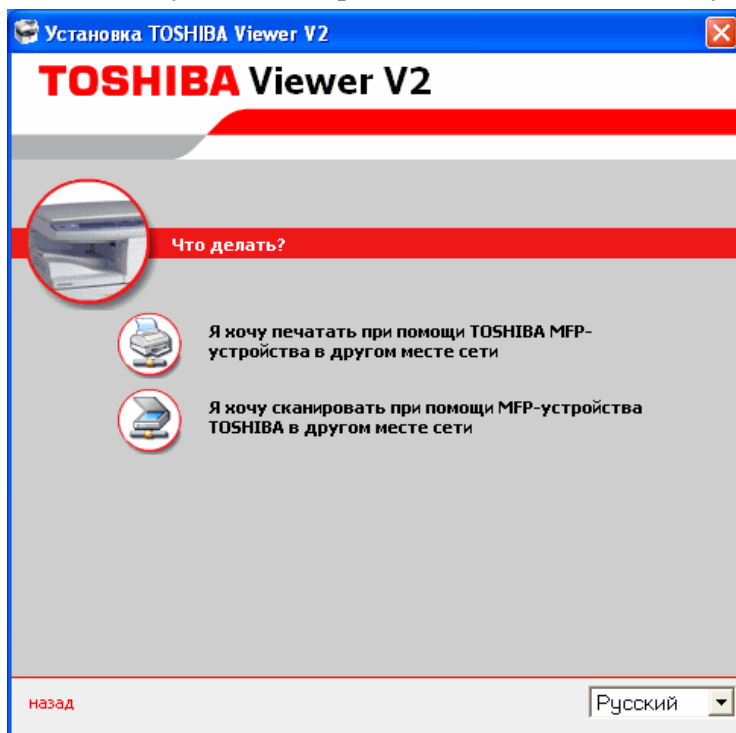 Установка TOSHIBA Viewer V2
TOSHIBA Viewer V2
Что делать?
Я хочу печатать при помощи TOSHIBA MFP-
устройства в другом месте сети
Я хочу сканировать при помощи MFP-устройства
TOSHIBA в другом месте сети
назад
Русский